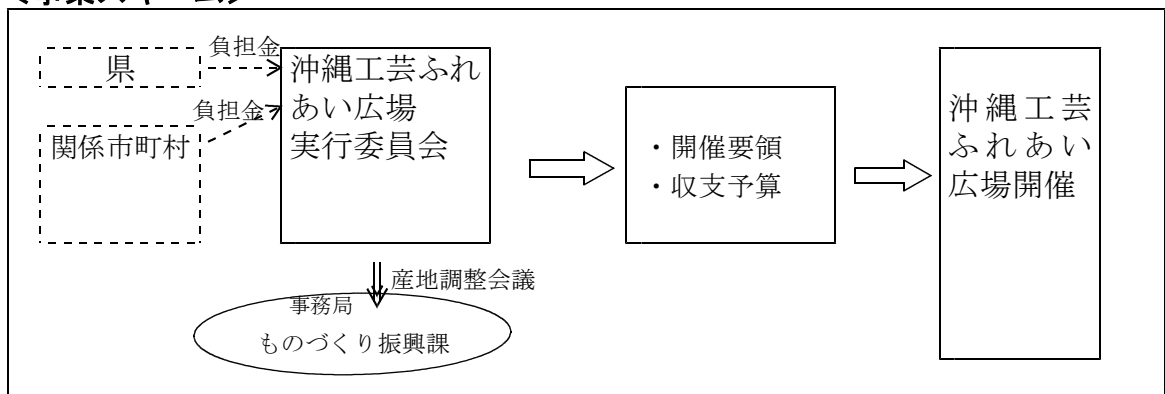 負担金
県
沖縄工芸ふれ
あい広場
実行委員会
負担金
関係市町村
・開催要領
・収支予算
沖縄工芸
ふれあい
広場開催
産地調整会議
事務局
ものづくり振興課